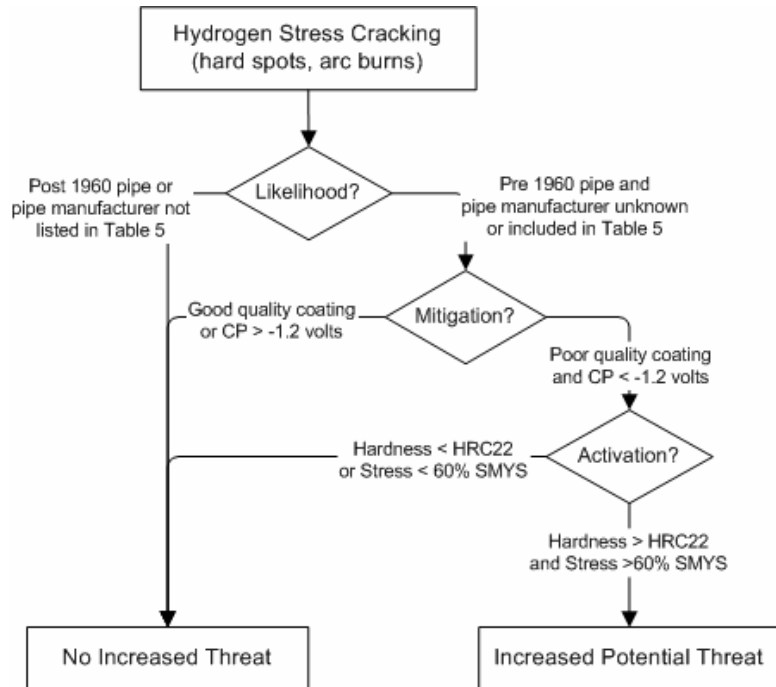 Hydrogen Stress Cracking
(hard spots, arc burns)
Likelihood?
Post 1960 pipe or
pipe manufacturer not
listed in Table 5
Pre 1960 pipe and
pipe manufacturer unknown
or included in Table 5
Mitigation?
Good quality coating
or CP > -1.2 volts
Poor quality coating
and CP < -1.2 volts
Activation?
Hardness < HRC22
or Stress < 60% SMYS
Hardness > HRC22
and Stress >60% SMYS
No Increased Threat
Increased Potential Threat